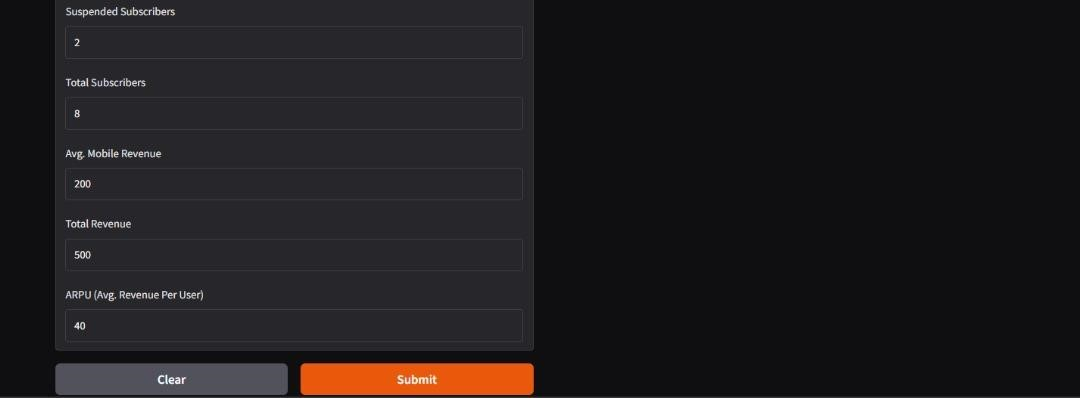 Suspended Subscribers
2
Total Subscribers
8
Avg. Mobile Revenue
200
Total Revenue
500
ARPU (Avg. Revenue Per User)
40
Clear
Submit